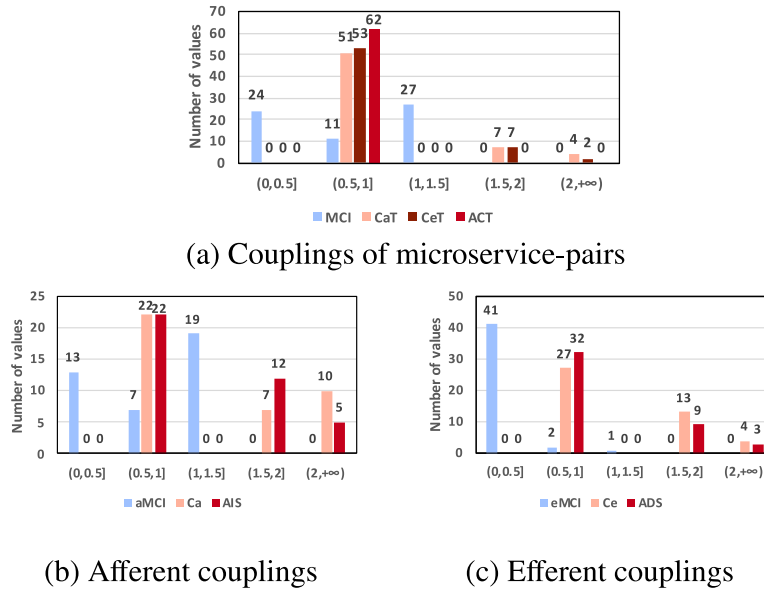 70
60
50
40
30
20
10
0
Number of values
24 0 0 0
11 51 53 62
27 0 0 0
0 7 7 0
0 4 2 0
(0,0.5] (0.5,1] (1,1.5] (1.5,2] (2,+∞)
MCI CaT CeT ACT
(a) Couplings of microservice-pairs
25
20
15
10
5
0
Number of values
13 0 0
7 22 22
19 0 0
0 7 12
0 10 5
(0,0.5] (0.5,1] (1,1.5] (1.5,2] (2,+∞)
aMCI Ca AIS
(b) Afferent couplings
50
40
30
20
10
0
Number of values
41 0 0
2 27 32
1 0 0
0 13 9
0 4 3
(0,0.5] (0.5,1] (1,1.5] (1.5,2] (2,+∞)
eMCI Ce ADS
(c) Efferent couplings